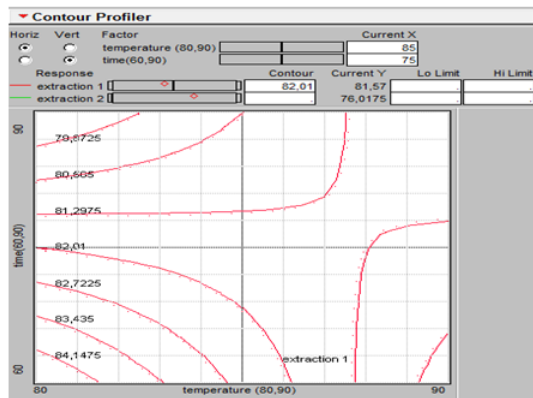 Contour Profiler
Horiz Vert Factor Current X
temperature (80,90) 85
time(60,90) 75
Response Contour Current Y Lo Limit Hi Limit
extraction 1 82,01 81,57 . .
extraction 2 . 76,0175 . .
90
79,8725
80,585
81,2975
time(60,90)
82,01
82,7225
83,435
84,1475
extraction 1
60
80 temperature (80,90) 90